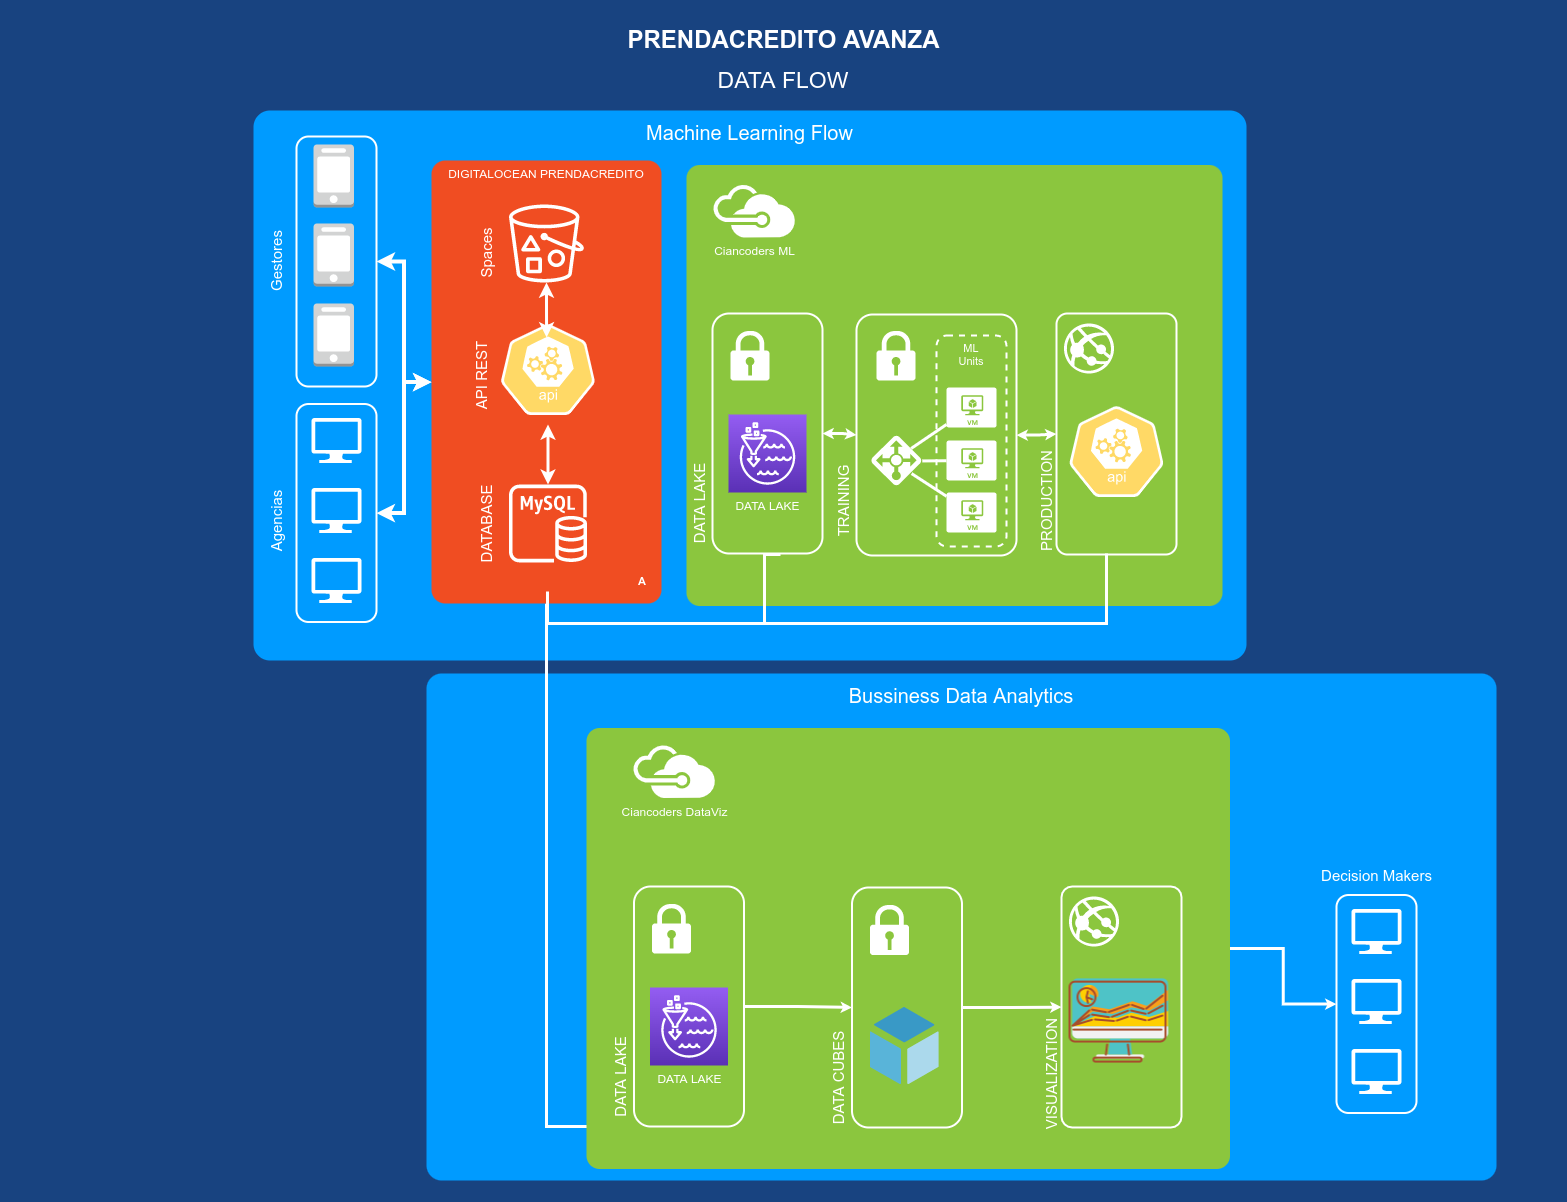 PRENDACREDITO AVANZA
DATA FLOW
Machine Learning Flow
Gestores
Agencias
DIGITALOCEAN PRENDACREDITO
Spaces
API REST
api
DATABASE
MySQL
A
Ciancoders ML
DATA LAKE
DATA LAKE
TRAINING
ML
Units
VM
VM
VM
PRODUCTION
api
Bussiness Data Analytics
Ciancoders DataViz
DATA LAKE
DATA LAKE
DATA CUBES
VISUALIZATION
Decision Makers